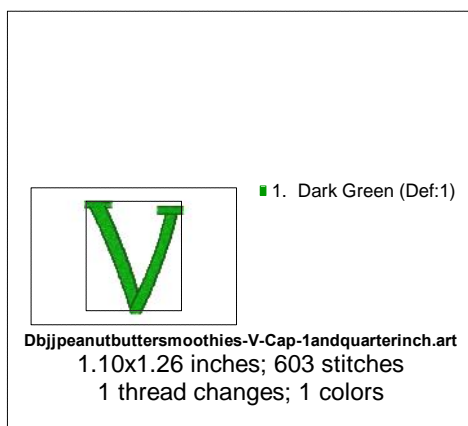 1. Dark Green (Def:1)
V
Dbjjpeanutbuttersmoothies-V-Cap-1andquarterinch.art
1.10x1.26 inches; 603 stitches
1 thread changes; 1 colors